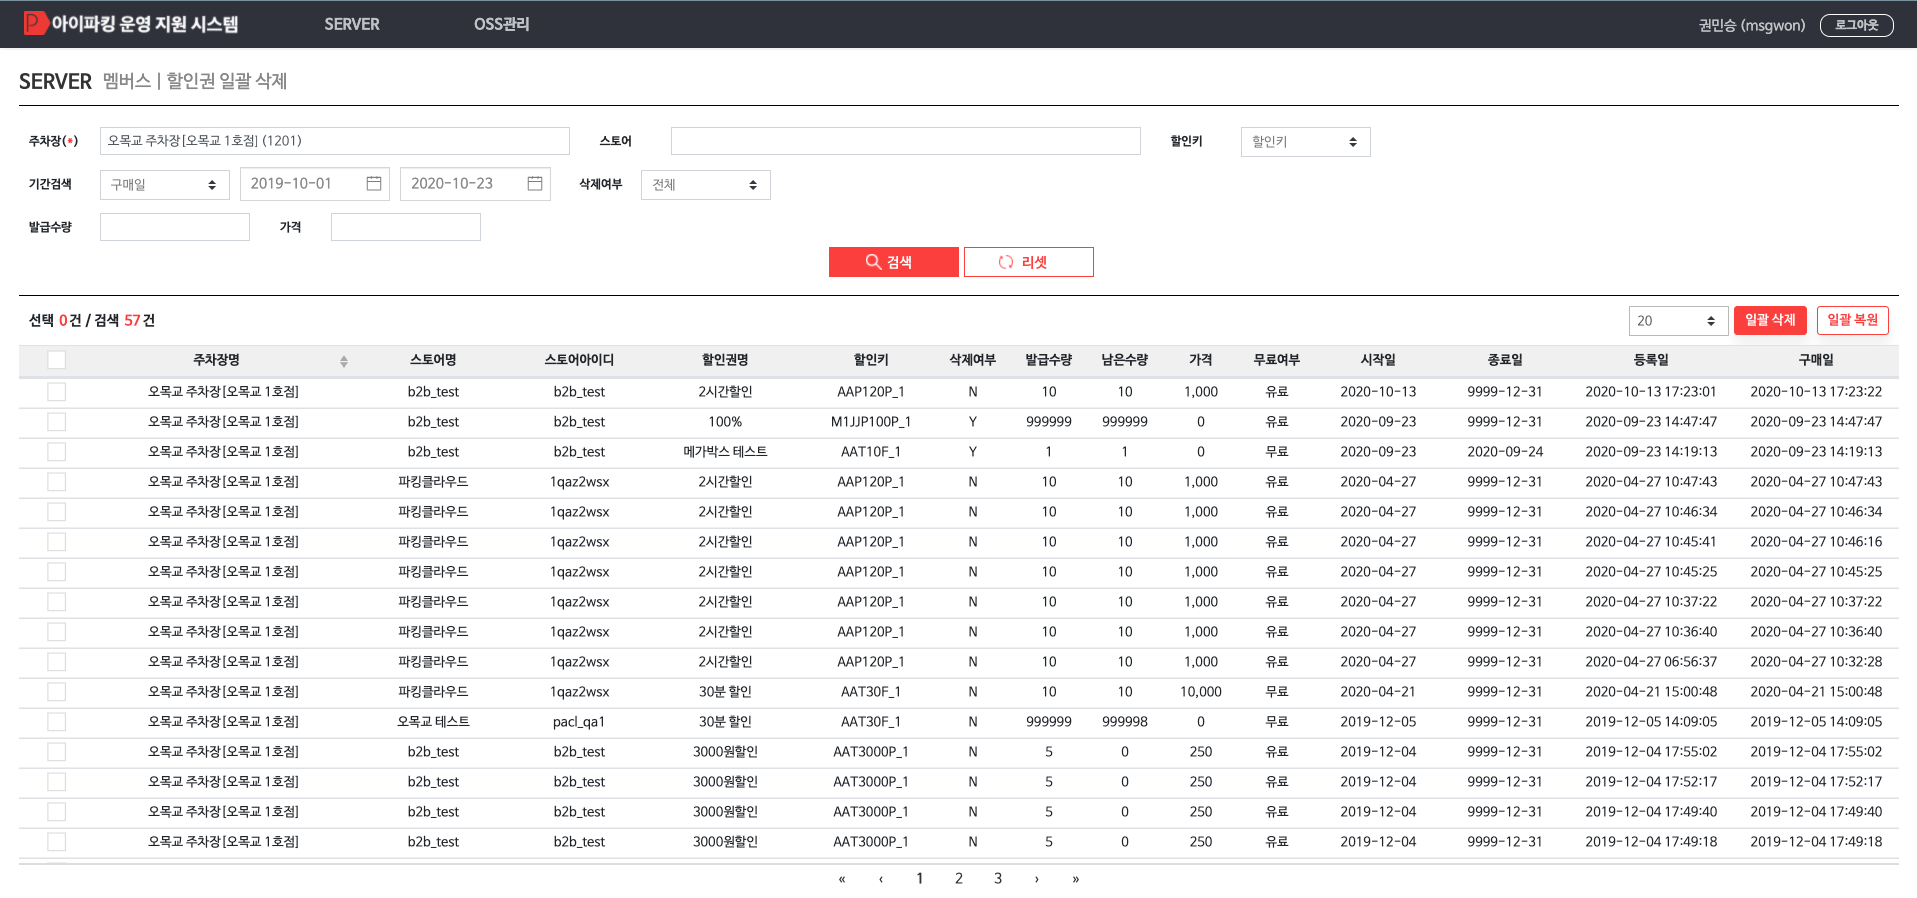 아이파킹 운영 지원 시스템 SERVER OSS관리 권민승 (msgwon) 로그아웃
SERVER 멤버스 | 할인권 일괄 삭제
주차장(*) 오목교 주차장[오목교 1호점] (1201) 스토어 할인키 할인키
기간검색 구매일 2019-10-01 2020-10-23 삭제여부 전체
발급수량 가격
검색 리셋
선택 0건 / 검색 57건 20 일괄 삭제 일괄 복원
주차장명 스토어명 스토어아이디 할인권명 할인키 삭제여부 발급수량 남은수량 가격 무료여부 시작일 종료일 등록일 구매일
오목교 주차장[오목교 1호점] b2b_test b2b_test 2시간할인 AAP120P_1 N 10 10 1,000 유료 2020-10-13 9999-12-31 2020-10-13 17:23:01 2020-10-13 17:23:22
오목교 주차장[오목교 1호점] b2b_test b2b_test 100% M1JJP100P_1 Y 999999 999999 0 유료 2020-09-23 9999-12-31 2020-09-23 14:47:47 2020-09-23 14:47:47
오목교 주차장[오목교 1호점] b2b_test b2b_test 메가박스 테스트 AAT10F_1 Y 1 1 0 무료 2020-09-23 2020-09-24 2020-09-23 14:19:13 2020-09-23 14:19:13
오목교 주차장[오목교 1호점] 파킹클라우드 1qaz2wsx 2시간할인 AAP120P_1 N 10 10 1,000 유료 2020-04-27 9999-12-31 2020-04-27 10:47:43 2020-04-27 10:47:43
오목교 주차장[오목교 1호점] 파킹클라우드 1qaz2wsx 2시간할인 AAP120P_1 N 10 10 1,000 유료 2020-04-27 9999-12-31 2020-04-27 10:46:34 2020-04-27 10:46:34
오목교 주차장[오목교 1호점] 파킹클라우드 1qaz2wsx 2시간할인 AAP120P_1 N 10 10 1,000 유료 2020-04-27 9999-12-31 2020-04-27 10:45:41 2020-04-27 10:46:16
오목교 주차장[오목교 1호점] 파킹클라우드 1qaz2wsx 2시간할인 AAP120P_1 N 10 10 1,000 유료 2020-04-27 9999-12-31 2020-04-27 10:45:25 2020-04-27 10:45:25
오목교 주차장[오목교 1호점] 파킹클라우드 1qaz2wsx 2시간할인 AAP120P_1 N 10 10 1,000 유료 2020-04-27 9999-12-31 2020-04-27 10:37:22 2020-04-27 10:37:22
오목교 주차장[오목교 1호점] 파킹클라우드 1qaz2wsx 2시간할인 AAP120P_1 N 10 10 1,000 유료 2020-04-27 9999-12-31 2020-04-27 10:36:40 2020-04-27 10:36:40
오목교 주차장[오목교 1호점] 파킹클라우드 1qaz2wsx 2시간할인 AAP120P_1 N 10 10 1,000 유료 2020-04-27 9999-12-31 2020-04-27 06:56:37 2020-04-27 10:32:28
오목교 주차장[오목교 1호점] 파킹클라우드 1qaz2wsx 30분 할인 AAT30F_1 N 10 10 10,000 무료 2020-04-21 9999-12-31 2020-04-21 15:00:48 2020-04-21 15:00:48
오목교 주차장[오목교 1호점] 오목교 테스트 pacl_qa1 30분 할인 AAT30F_1 N 999999 999998 0 무료 2019-12-05 9999-12-31 2019-12-05 14:09:05 2019-12-05 14:09:05
오목교 주차장[오목교 1호점] b2b_test b2b_test 3000원할인 AAT3000P_1 N 5 0 250 유료 2019-12-04 9999-12-31 2019-12-04 17:55:02 2019-12-04 17:55:02
오목교 주차장[오목교 1호점] b2b_test b2b_test 3000원할인 AAT3000P_1 N 5 0 250 유료 2019-12-04 9999-12-31 2019-12-04 17:52:17 2019-12-04 17:52:17
오목교 주차장[오목교 1호점] b2b_test b2b_test 3000원할인 AAT3000P_1 N 5 0 250 유료 2019-12-04 9999-12-31 2019-12-04 17:49:40 2019-12-04 17:49:40
오목교 주차장[오목교 1호점] b2b_test b2b_test 3000원할인 AAT3000P_1 N 5 0 250 유료 2019-12-04 9999-12-31 2019-12-04 17:49:18 2019-12-04 17:49:18
« ‹ 1 2 3 › »